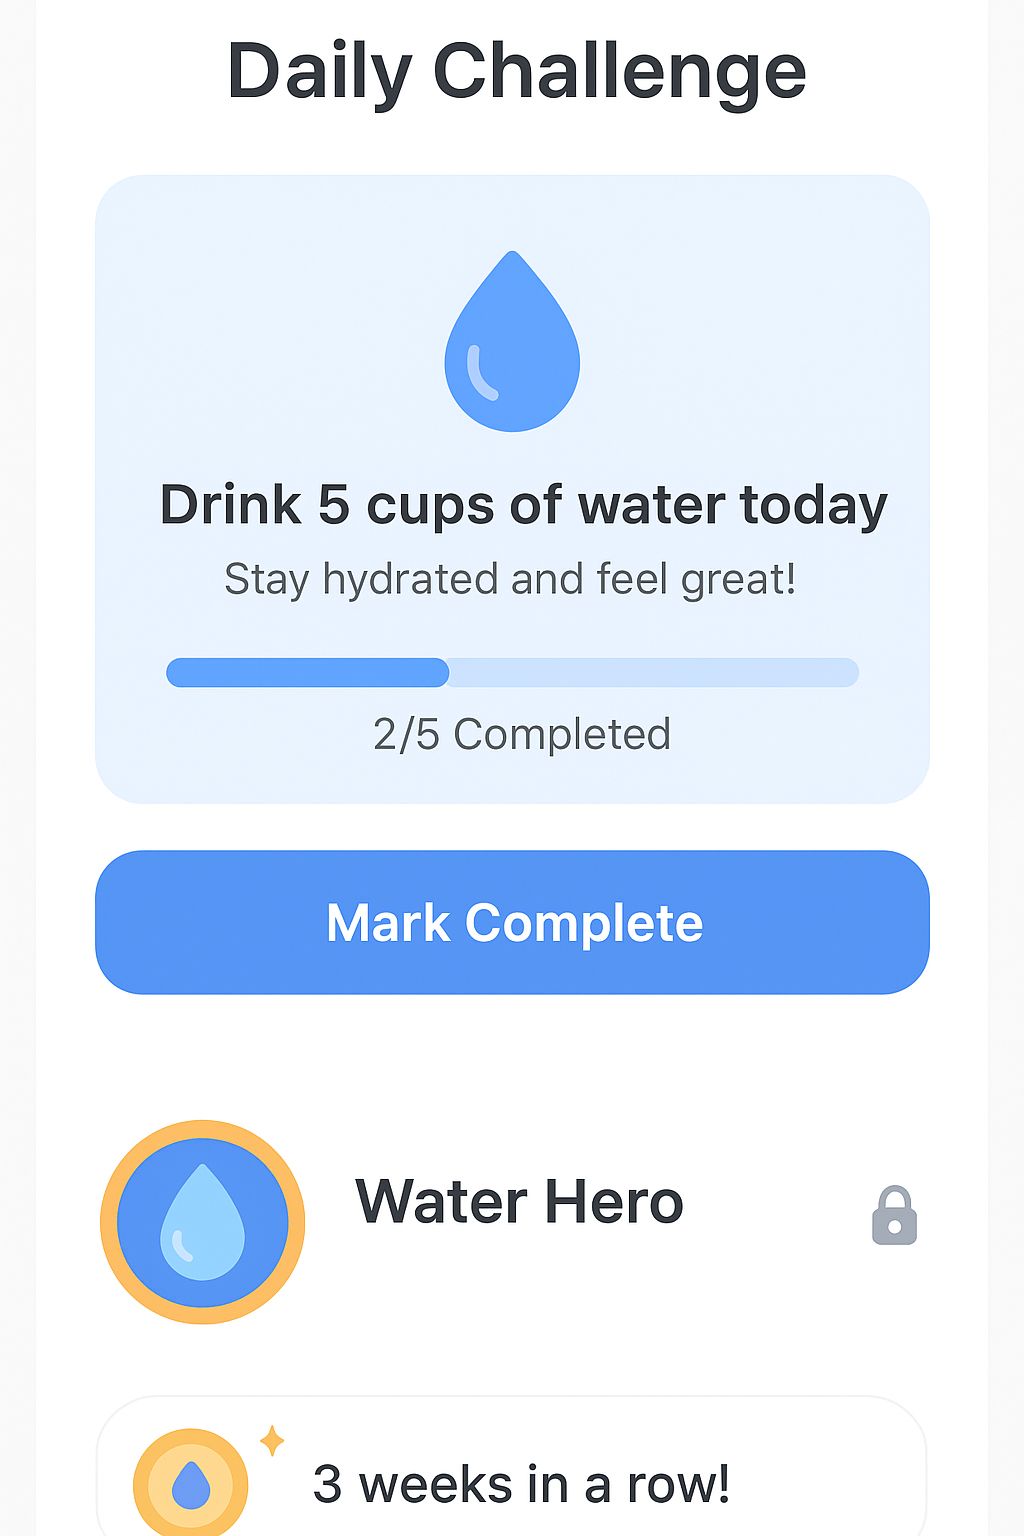 Daily Challenge
Drink 5 cups of water today
Stay hydrated and feel great!
2/5 Completed
Mark Complete
Water Hero
3 weeks in a row!